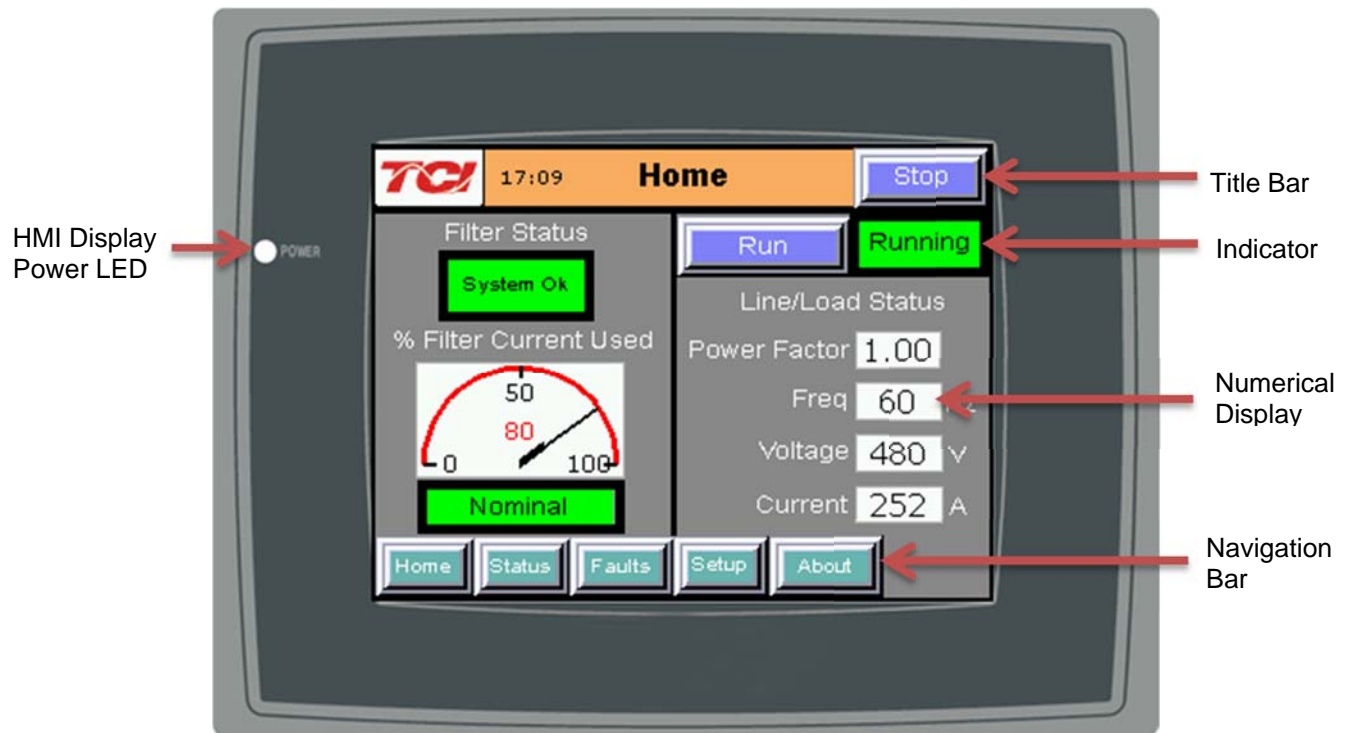 TCI 17:09 Home Stop
Title Bar
HMI Display
Power LED
POWER
Filter Status
System Ok
% Filter Current Used
50
80
0 100
Nominal
Run Running
Indicator
Line/Load Status
Power Factor 1.00
Freq 60
Numerical
Display
Voltage 480 V
Current 252 A
Home Status Faults Setup About
Navigation
Bar